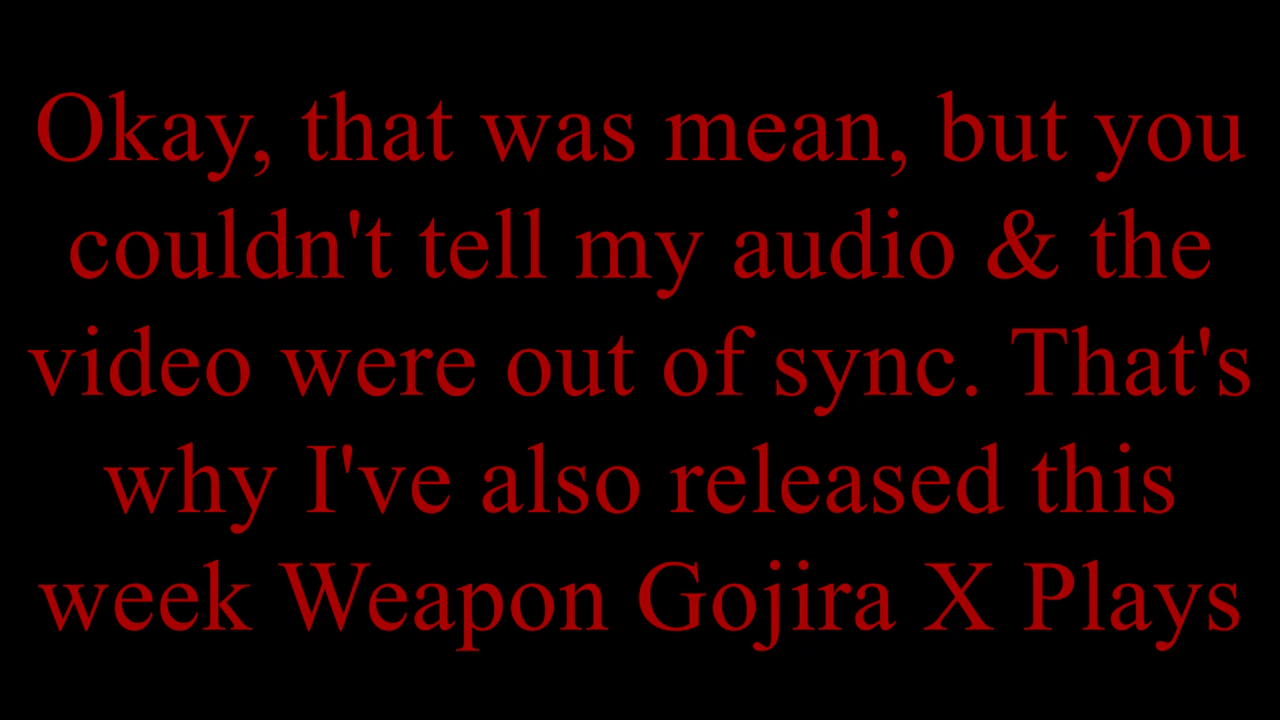 Okay, that was mean, but you
couldn't tell my audio & the
video were out of sync. That's
why I've also released this
week Weapon Gojira X Plays